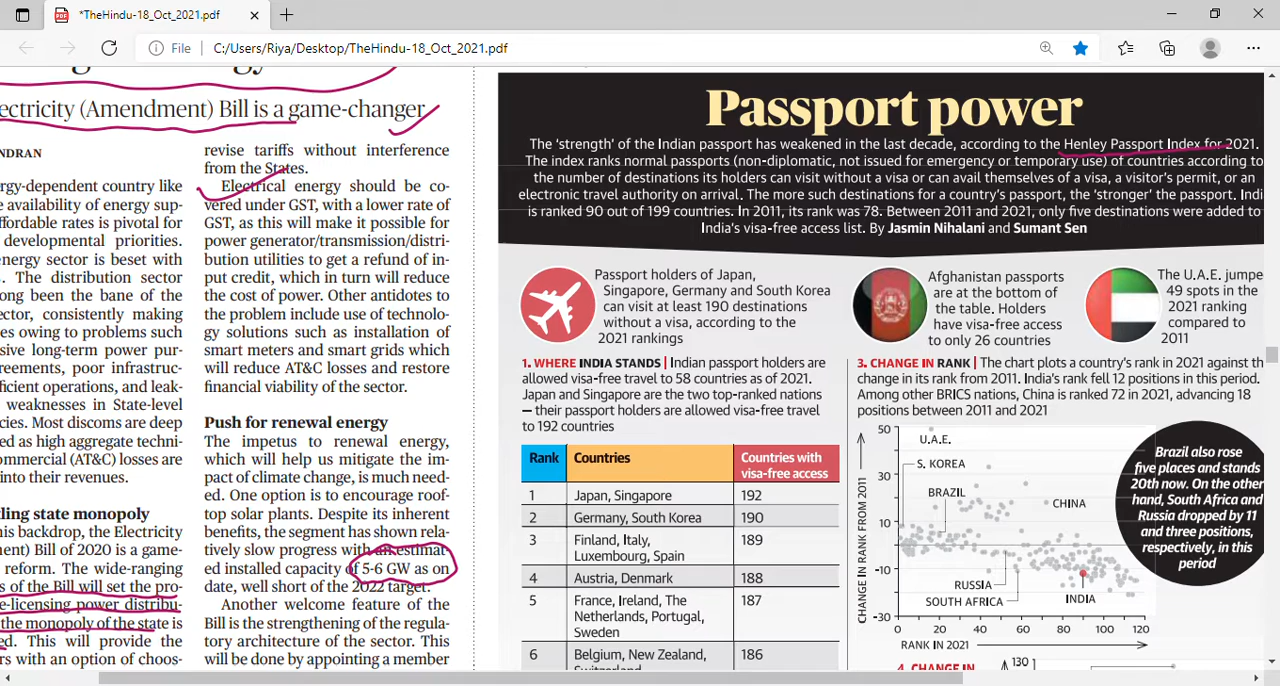 *TheHindu-18_Oct_2021.pdf
File
C:/Users/Riya/Desktop/TheHindu-18_Oct_2021.pdf
ectricity (Amendment) Bill is a game-changer
NDRAN
rgy-dependent country like
e availability of energy sup-
ffordable rates is pivotal for
developmental priorities.
nergy sector is beset with
. The distribution sector
ong been the bane of the
ector, consistently making
es owing to problems such
sive long-term power pur-
reements, poor infrastruc-
ficient operations, and leak-
weaknesses in State-level
cies. Most discoms are deep
ed as high aggregate techni-
ommercial (AT&C) losses are
into their revenues.
ling state monopoly
his backdrop, the Electricity
ment) Bill of 2020 is a game-
reform. The wide-ranging
s of the Bill will set the pro-
e-licensing power distribu-
the monopoly of the state is
ed. This will provide the
rs with an option of choos-
revise tariffs without interference
from the States.
Electrical energy should be co-
vered under GST, with a lower rate of
GST, as this will make it possible for
power generator/transmission/distri-
bution utilities to get a refund of in-
put credit, which in turn will reduce
the cost of power. Other antidotes to
the problem include use of technolo-
gy solutions such as installation of
smart meters and smart grids which
will reduce AT&C losses and restore
financial viability of the sector.
Push for renewal energy
The impetus to renewal energy,
which will help us mitigate the im-
pact of climate change, is much need-
ed. One option is to encourage roof-
top solar plants. Despite its inherent
benefits, the segment has shown rela-
tively slow progress with an estimat-
ed installed capacity of 5-6 GW as on
date, well short of the 2022 target.
Another welcome feature of the
Bill is the strengthening of the regula-
tory architecture of the sector. This
will be done by appointing a member
Passport power
The 'strength' of the Indian passport has weakened in the last decade, according to the Henley Passport Index for 2021.
The index ranks normal passports (non-diplomatic, not issued for emergency or temporary use) of countries according to
the number of destinations its holders can visit without a visa or can avail themselves of a visa, a visitor's permit, or an
electronic travel authority on arrival. The more such destinations for a country's passport, the 'stronger' the passport. Indi
is ranked 90 out of 199 countries. In 2011, its rank was 78. Between 2011 and 2021, only five destinations were added to
India's visa-free access list. By Jasmin Nihalani and Sumant Sen
Passport holders of Japan,
Singapore, Germany and South Korea
can visit at least 190 destinations
without a visa, according to the
2021 rankings
Afghanistan passports
are at the bottom of
the table. Holders
have visa-free access
to only 26 countries
The U.A.E. jumpe
49 spots in the
2021 ranking
compared to
2011
1. WHERE INDIA STANDS | Indian passport holders are
allowed visa-free travel to 58 countries as of 2021.
Japan and Singapore are the two top-ranked nations
— their passport holders are allowed visa-free travel
to 192 countries
Rank Countries Countries with
visa-free access
1 Japan, Singapore 192
2 Germany, South Korea 190
3 Finland, Italy, 189
Luxembourg, Spain
4 Austria, Denmark 188
5 France, Ireland, The 187
Netherlands, Portugal,
Sweden
6 Belgium, New Zealand, 186
Switzerland
3. CHANGE IN RANK | The chart plots a country's rank in 2021 against th
change in its rank from 2011. India's rank fell 12 positions in this period.
Among other BRICS nations, China is ranked 72 in 2021, advancing 18
positions between 2011 and 2021
CHANGE IN RANK FROM 2011
50
30
10
-10
-30
U.A.E.
S. KOREA
BRAZIL
CHINA
RUSSIA
SOUTH AFRICA
INDIA
0 20 40 60 80 100 120
RANK IN 2021
Brazil also rose
five places and stands
20th now. On the other
hand, South Africa and
Russia dropped by 11
and three positions,
respectively, in this
period
4. CHANGE IN
130